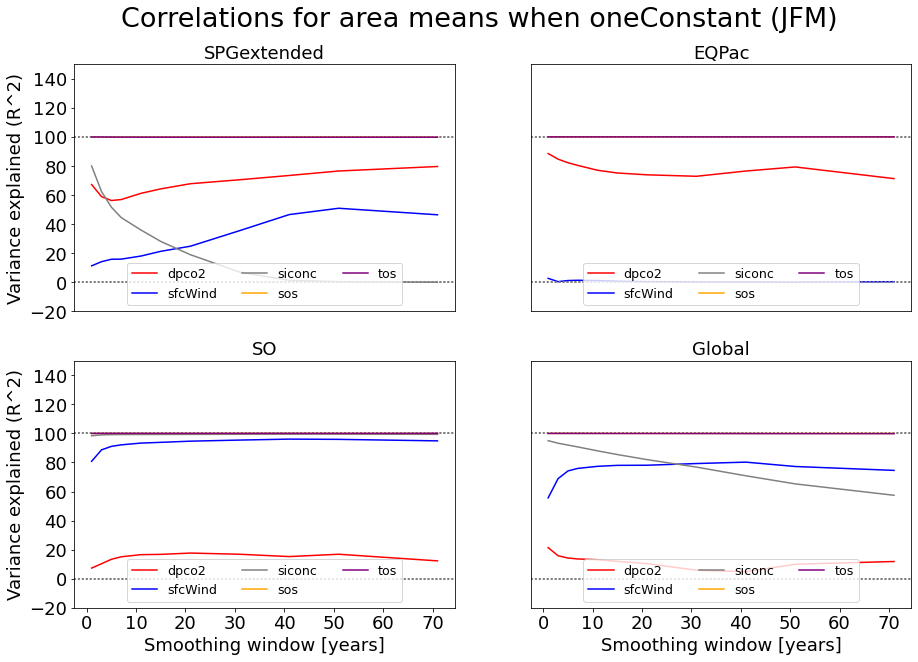 Correlations for area means when oneConstant (JFM)
SPGextended
EQPac
Variance explained (R^2)
140
120
100
80
60
40
20
0
−20
dpco2
sfcWind
siconc
sos
tos
dpco2
sfcWind
siconc
sos
tos
SO
Global
Variance explained (R^2)
140
120
100
80
60
40
20
0
−20
dpco2
sfcWind
siconc
sos
tos
dpco2
sfcWind
siconc
sos
tos
0 10 20 30 40 50 60 70
0 10 20 30 40 50 60 70
Smoothing window [years]
Smoothing window [years]